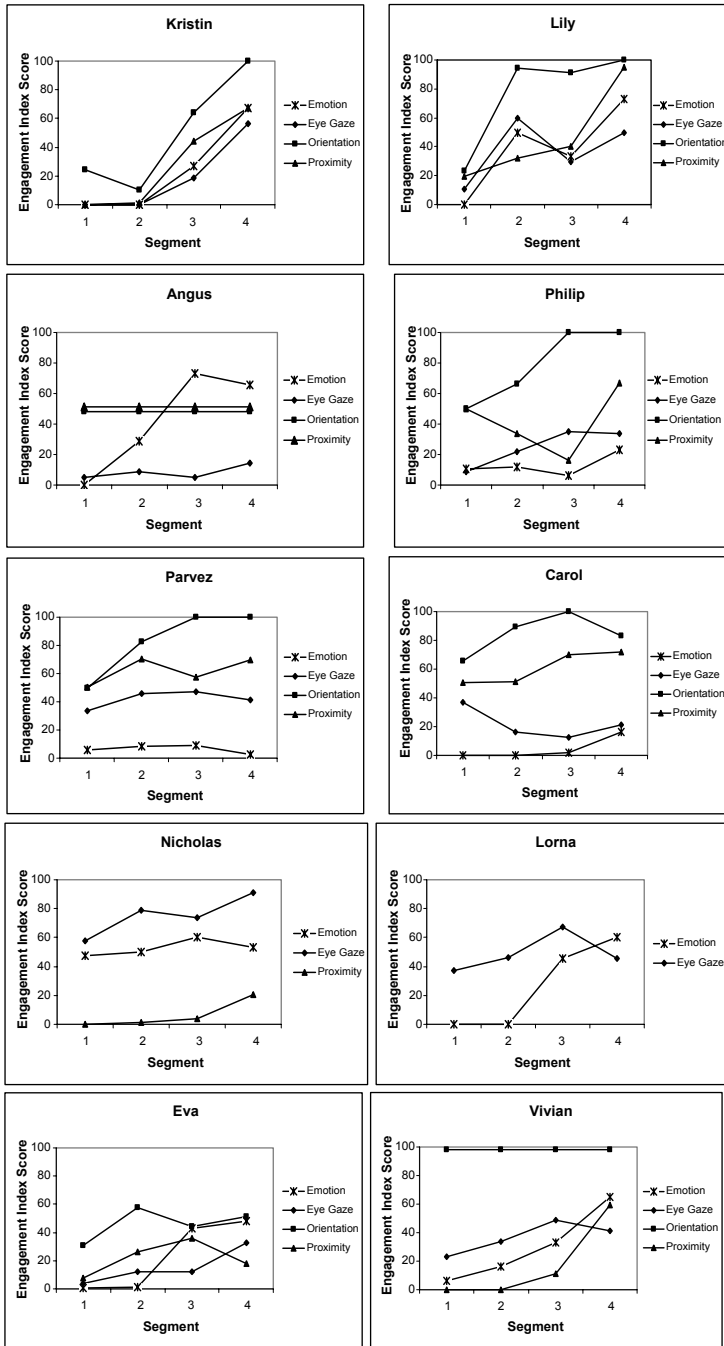 Kristin
Engagement Index Score
100
80
60
40
20
0
1 2 3 4
Segment
Emotion
Eye Gaze
Orientation
Proximity
Lily
Engagement Index Score
100
80
60
40
20
0
1 2 3 4
Segment
Emotion
Eye Gaze
Orientation
Proximity
Angus
Engagement Index Score
100
80
60
40
20
0
1 2 3 4
Segment
Emotion
Eye Gaze
Orientation
Proximity
Philip
Engagement Index Score
100
80
60
40
20
0
1 2 3 4
Segment
Emotion
Eye Gaze
Orientation
Proximity
Parvez
Engagement Index Score
100
80
60
40
20
0
1 2 3 4
Segment
Emotion
Eye Gaze
Orientation
Proximity
Carol
Engagement Index Score
100
80
60
40
20
0
1 2 3 4
Segment
Emotion
Eye Gaze
Orientation
Proximity
Nicholas
Engagement Index Score
100
80
60
40
20
0
1 2 3 4
Segment
Emotion
Eye Gaze
Proximity
Lorna
Engagement Index Score
100
80
60
40
20
0
1 2 3 4
Segment
Emotion
Eye Gaze
Eva
Engagement Index Score
100
80
60
40
20
0
1 2 3 4
Segment
Emotion
Eye Gaze
Orientation
Proximity
Vivian
Engagement Index Score
100
80
60
40
20
0
1 2 3 4
Segment
Emotion
Eye Gaze
Orientation
Proximity